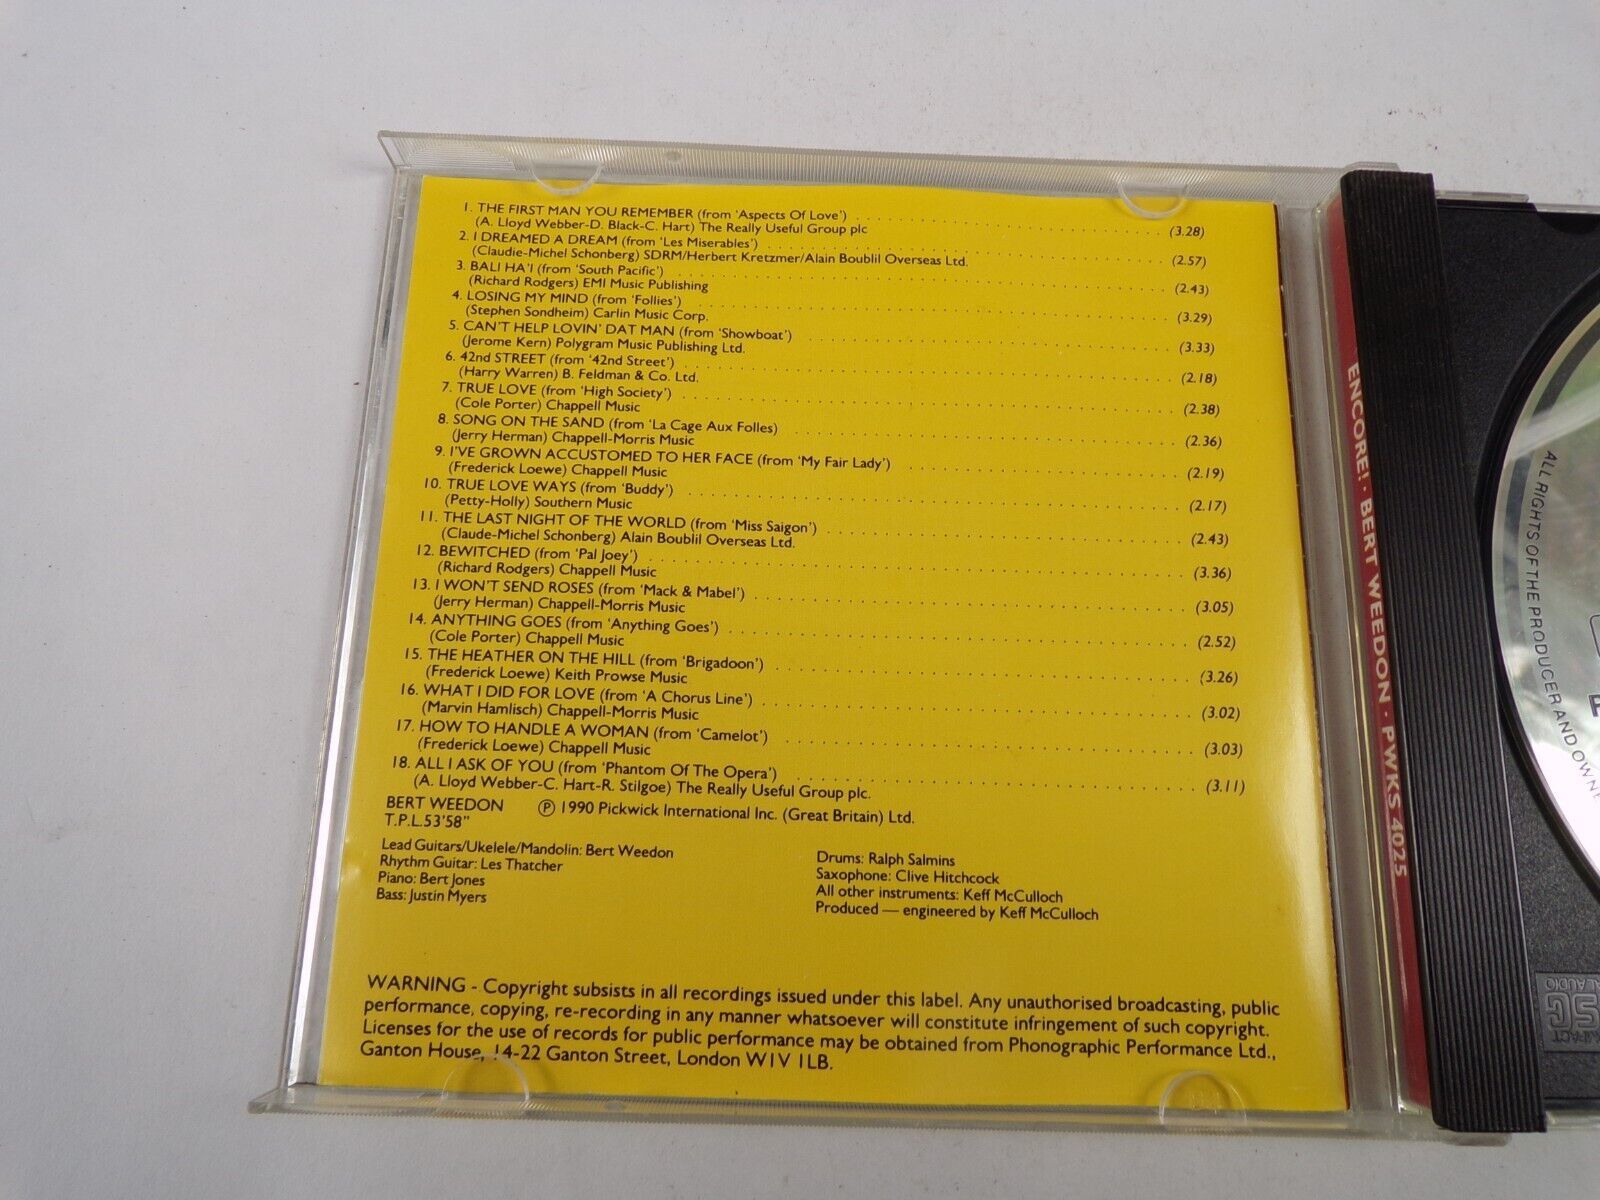 1. THE FIRST MAN YOU REMEMBER (from 'Aspects Of Love') (3.28)
(A. Lloyd Webber-D. Black-C. Hart) The Really Useful Group plc
2. I DREAMED A DREAM (from 'Les Miserables') (2.57)
(Claudie-Michel Schonberg) SDRM/Herbert Kretzmer/Alain Boublil Overseas Ltd.
3. BALI HA'I (from 'South Pacific') (2.43)
(Richard Rodgers) EMI Music Publishing
4. LOSING MY MIND (from 'Follies') (3.29)
(Stephen Sondheim) Carlin Music Corp.
5. CAN'T HELP LOVIN' DAT MAN (from 'Showboat') (3.33)
(Jerome Kern) Polygram Music Publishing Ltd.
6. 42nd STREET (from '42nd Street') (2.18)
(Harry Warren) B. Feldman & Co. Ltd.
7. TRUE LOVE (from 'High Society') (2.38)
(Cole Porter) Chappell Music
8. SONG ON THE SAND (from 'La Cage Aux Folles) (2.36)
(Jerry Herman) Chappell-Morris Music
9. I'VE GROWN ACCUSTOMED TO HER FACE (from 'My Fair Lady') (2.19)
(Frederick Loewe) Chappell Music
10. TRUE LOVE WAYS (from 'Buddy') (2.17)
(Petty-Holly) Southern Music
11. THE LAST NIGHT OF THE WORLD (from 'Miss Saigon') (2.43)
(Claude-Michel Schonberg) Alain Boublil Overseas Ltd.
12. BEWITCHED (from 'Pal Joey') (3.36)
(Richard Rodgers) Chappell Music
13. I WON'T SEND ROSES (from 'Mack & Mabel') (3.05)
(Jerry Herman) Chappell-Morris Music
14. ANYTHING GOES (from 'Anything Goes') (2.52)
(Cole Porter) Chappell Music
15. THE HEATHER ON THE HILL (from 'Brigadoon') (3.26)
(Frederick Loewe) Keith Prowse Music
16. WHAT I DID FOR LOVE (from 'A Chorus Line') (3.02)
(Marvin Hamlisch) Chappell-Morris Music
17. HOW TO HANDLE A WOMAN (from 'Camelot') (3.03)
(Frederick Loewe) Chappell Music
18. ALL I ASK OF YOU (from 'Phantom Of The Opera') (3.11)
(A. Lloyd Webber-C. Hart-R. Stilgoe) The Really Useful Group plc.
BERT WEEDON ℗ 1990 Pickwick International Inc. (Great Britain) Ltd.
T.P.L.53'58"
Lead Guitars/Ukelele/Mandolin: Bert Weedon
Rhythm Guitar: Les Thatcher
Piano: Bert Jones
Bass: Justin Myers
Drums: Ralph Salmins
Saxophone: Clive Hitchcock
All other instruments: Keff McCulloch
Produced — engineered by Keff McCulloch
WARNING - Copyright subsists in all recordings issued under this label. Any unauthorised broadcasting, public
performance, copying, re-recording in any manner whatsoever will constitute infringement of such copyright.
Licenses for the use of records for public performance may be obtained from Phonographic Performance Ltd.,
Ganton House, 14-22 Ganton Street, London W1V 1LB.
ENCORE! · BERT WEEDON · PWKS 4025
ALL RIGHTS OF THE PRODUCER AND OWNE